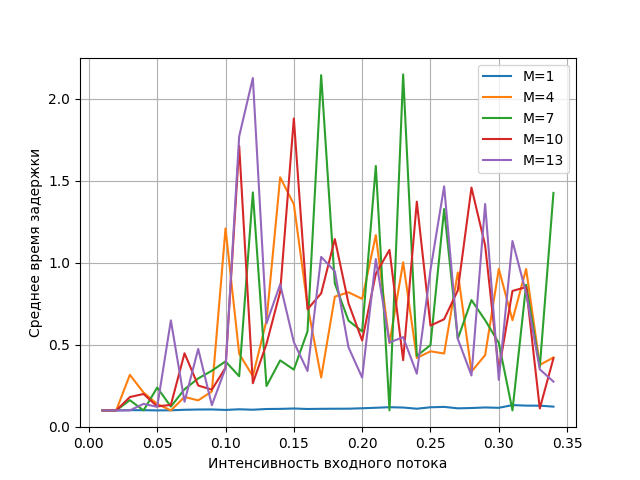 M=1
M=4
M=7
M=10
M=13
2.0
1.5
1.0
0.5
0.0
Среднее время задержки
0.00 0.05 0.10 0.15 0.20 0.25 0.30 0.35
Интенсивность входного потока